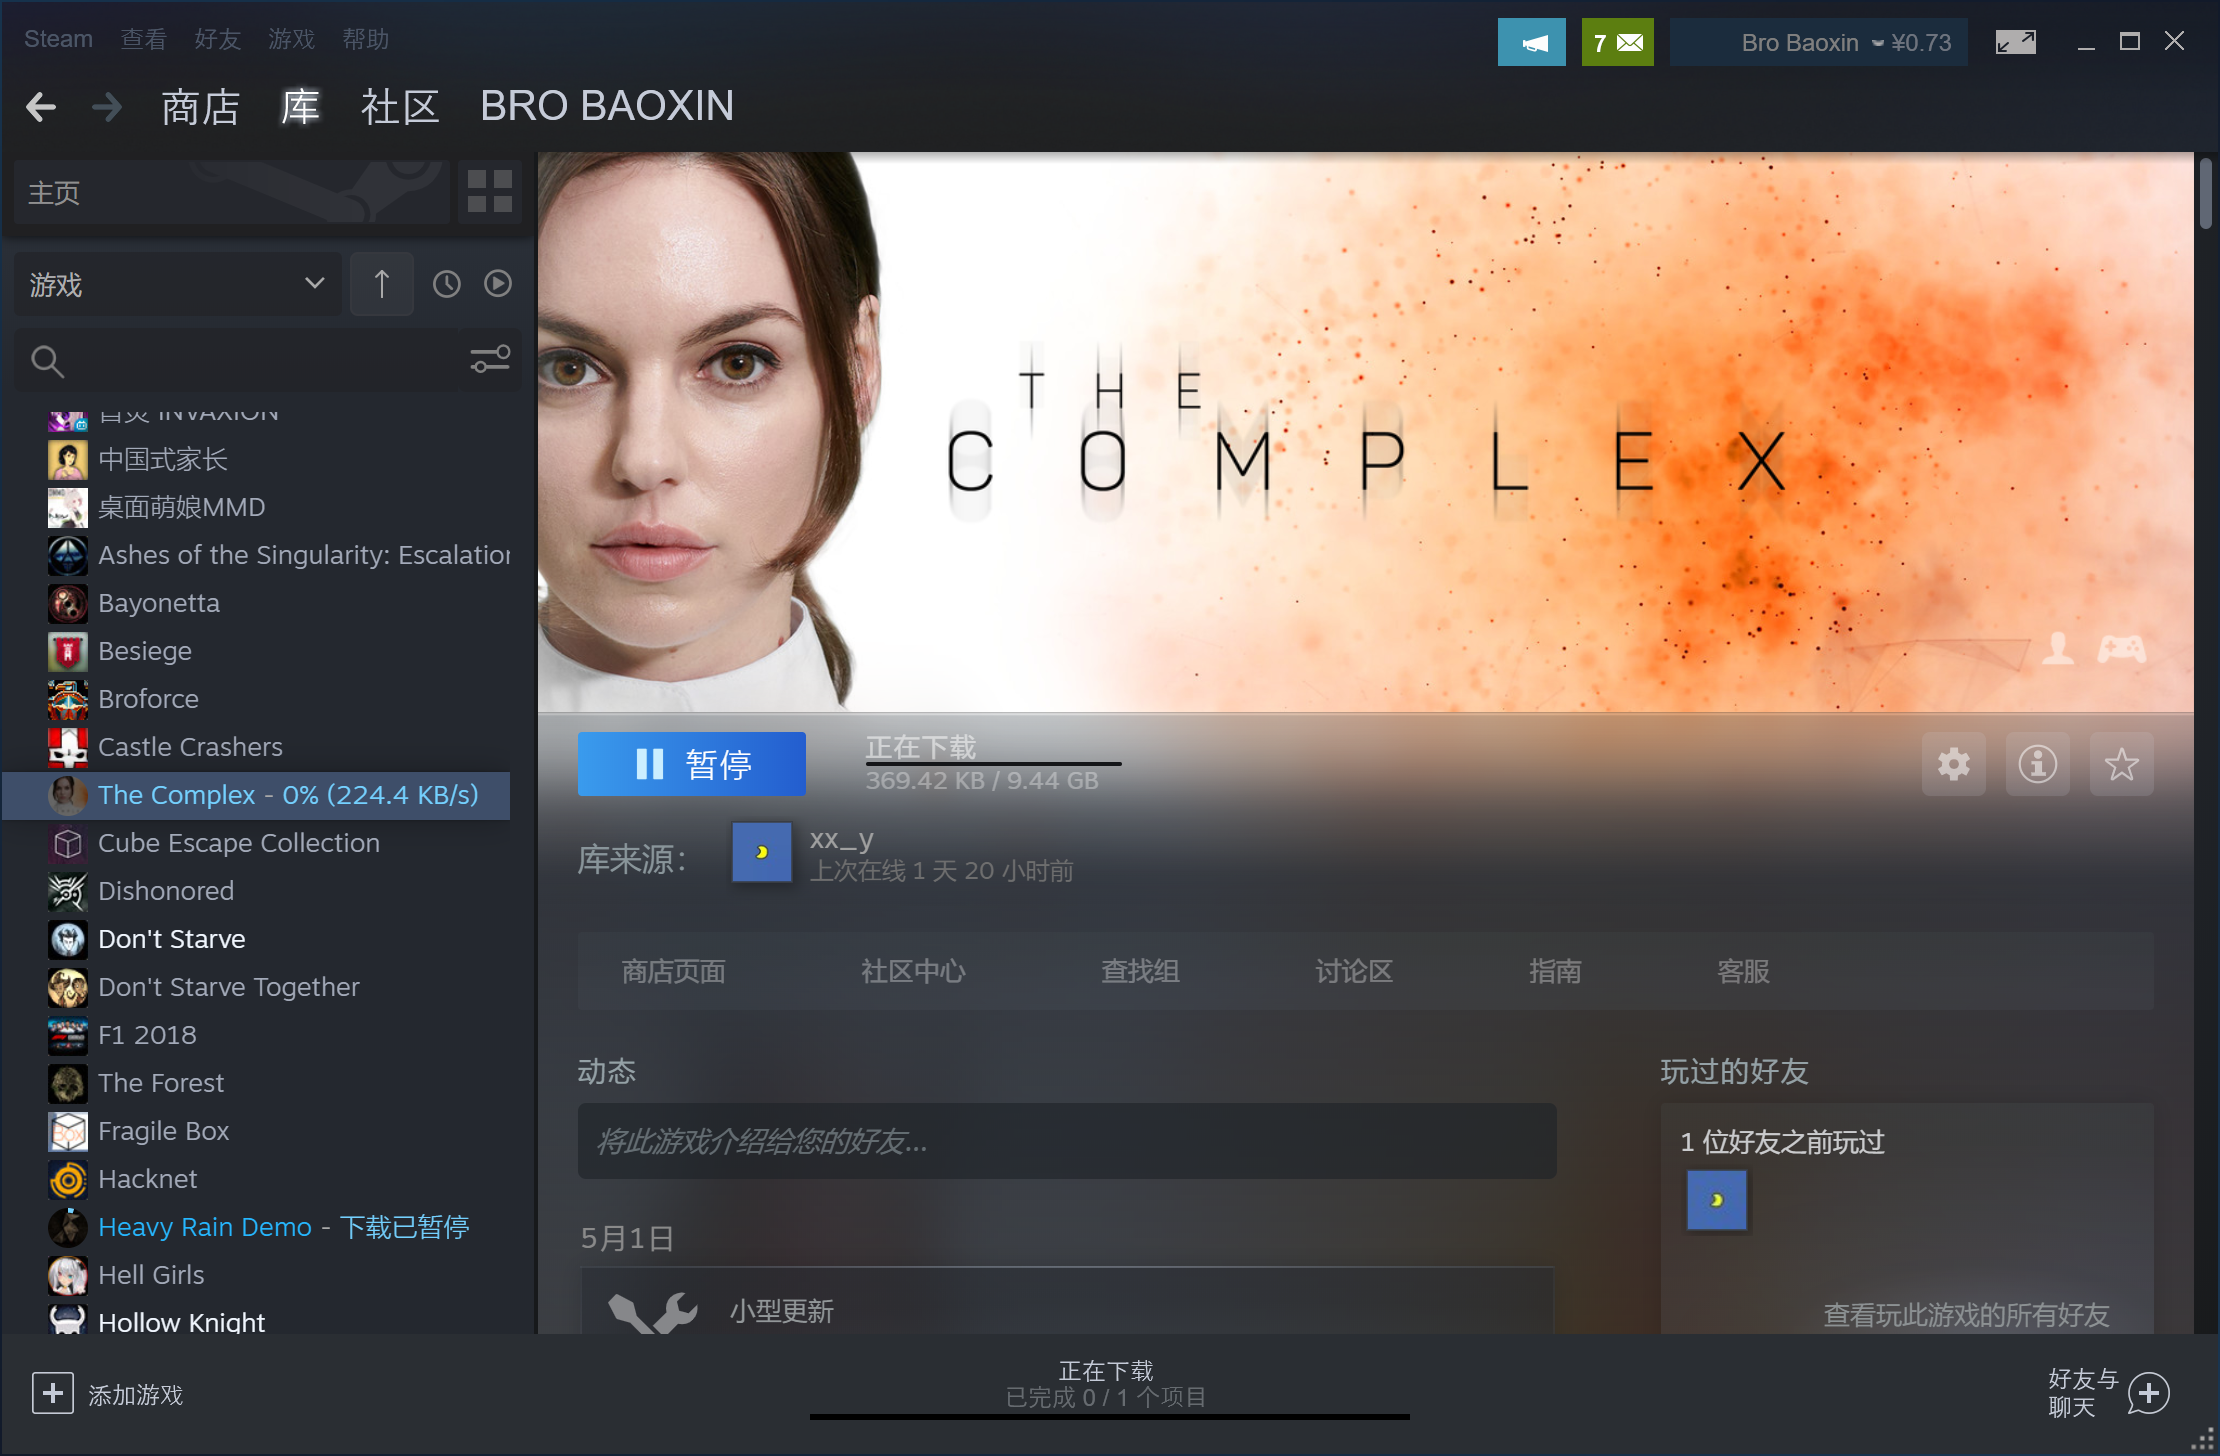 Steam 查看 好友 游戏 帮助
7
Bro Baoxin ¥0.73
商店 库 社区 BRO BAOXIN
主页
游戏
INVAXION
中国式家长
桌面萌娘MMD
Ashes of the Singularity: Escalation
Bayonetta
Besiege
Broforce
Castle Crashers
The Complex - 0% (224.4 KB/s)
Cube Escape Collection
Dishonored
Don't Starve
Don't Starve Together
F1 2018
The Forest
Fragile Box
Hacknet
Heavy Rain Demo - 下载已暂停
Hell Girls
Hollow Knight
添加游戏
THE
COMPLEX
暂停
正在下载
369.42 KB / 9.44 GB
库来源：
xx_y
上次在线 1 天 20 小时前
商店页面 社区中心 查找组 讨论区 指南 客服
动态
将此游戏介绍给您的好友...
5月1日
小型更新
玩过的好友
1 位好友之前玩过
查看玩此游戏的所有好友
正在下载
已完成 0 / 1 个项目
好友与
聊天